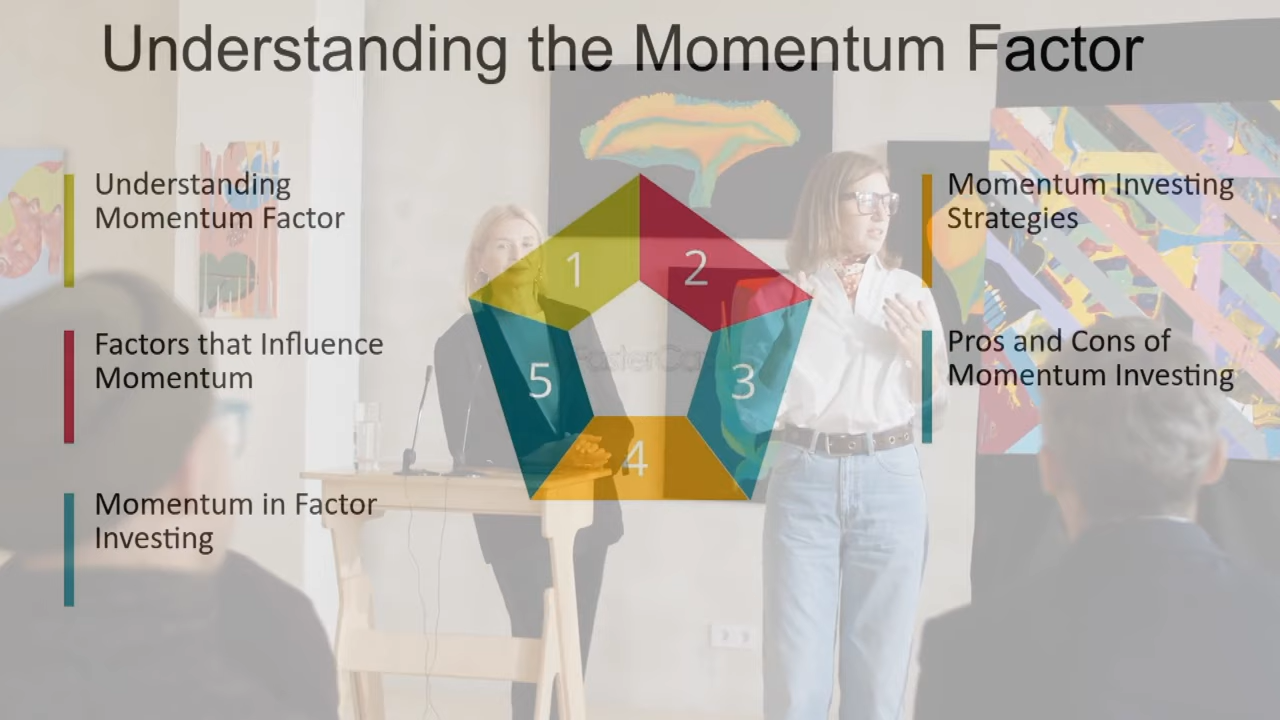 Understanding the Momentum Factor
Understanding
Momentum Factor
Factors that Influence
Momentum
Momentum in Factor
Investing
1
2
3
4
5
Momentum Investing
Strategies
Pros and Cons of
Momentum Investing